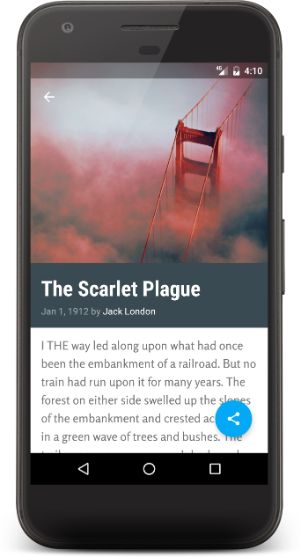 4G 4:10
The Scarlet Plague
Jan 1, 1912 by Jack London
I THE way led along upon what had once
been the embankment of a railroad. But no
train had run upon it for many years. The
forest on either side swelled up the slopes
of the embankment and crested
in a green wave of trees and bushes. The